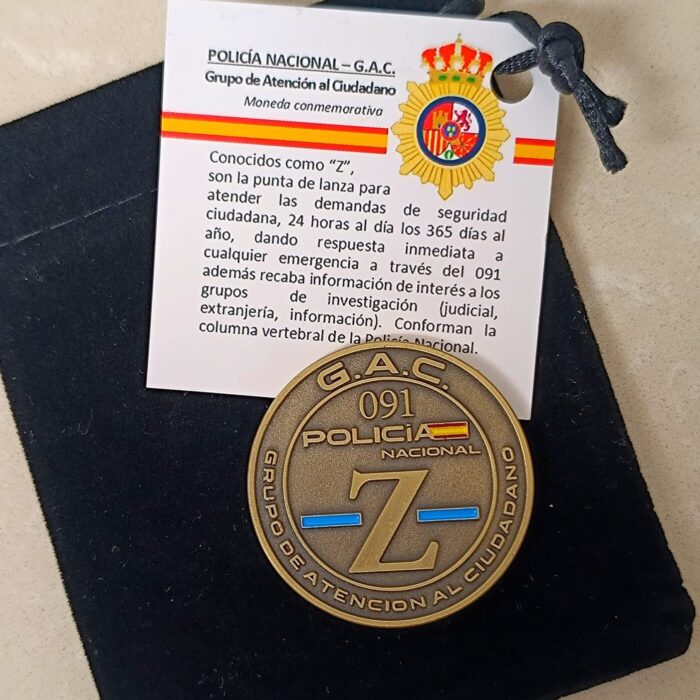 POLICÍA NACIONAL – G.A.C.
Grupo de Atención al Ciudadano
Moneda conmemorativa
Conocidos como "Z",
son la punta de lanza para
atender las demandas de seguridad
ciudadana, 24 horas al día los 365 días al
año, dando respuesta inmediata a
cualquier emergencia a través del 091
además recaba información de interés a los
grupos de investigación (judicial,
extranjería, información). Conforman la
columna vertebral de la Policía Nacional.
G.A.C.
091
POLICÍA
NACIONAL
Z
GRUPO DE ATENCION AL CIUDADANO